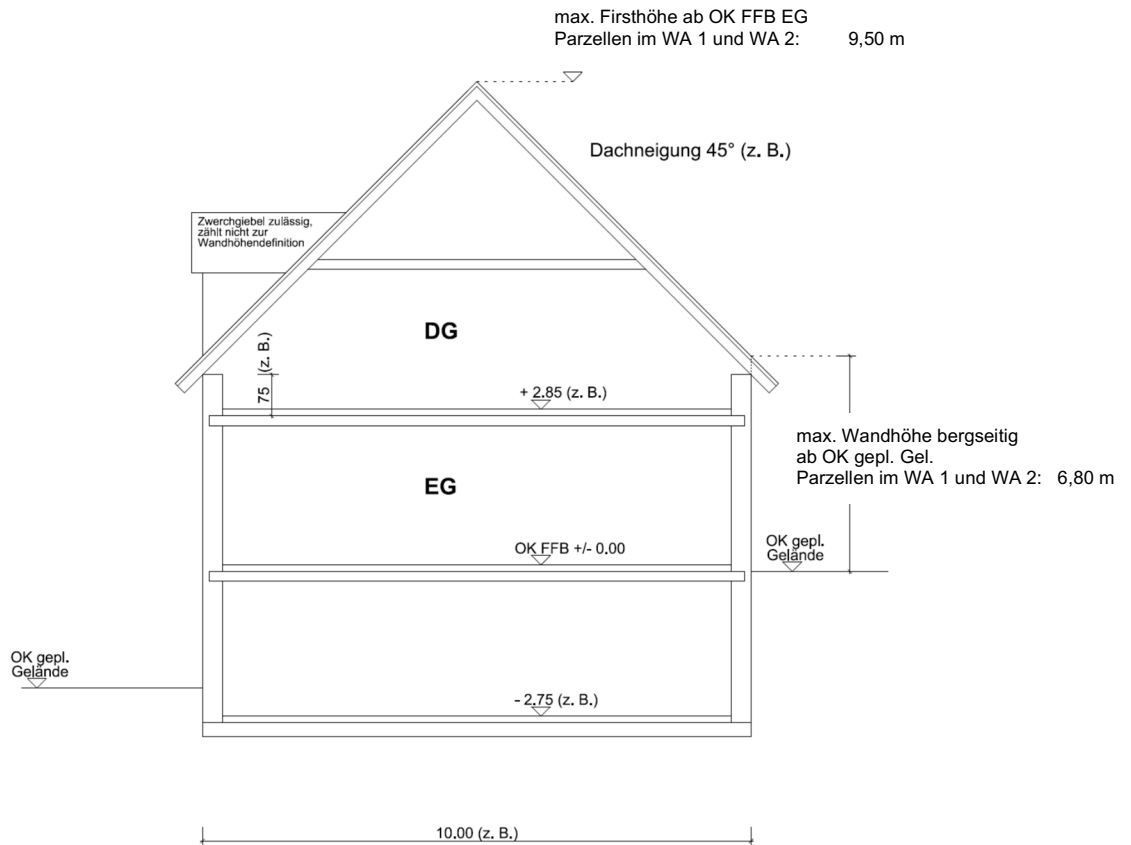 max. Firsthöhe ab OK FFB EG
Parzellen im WA 1 und WA 2: 9,50 m
Dachneigung 45° (z. B.)
Zwerchgiebel zulässig,
zählt nicht zur
Wandhöhendefinition
DG
75 (z. B.)
+ 2.85 (z. B.)
max. Wandhöhe bergseitig
ab OK gepl. Gel.
Parzellen im WA 1 und WA 2: 6,80 m
EG
OK FFB +/- 0.00
OK gepl.
Gelände
OK gepl.
Gelände
- 2.75 (z. B.)
10.00 (z. B.)